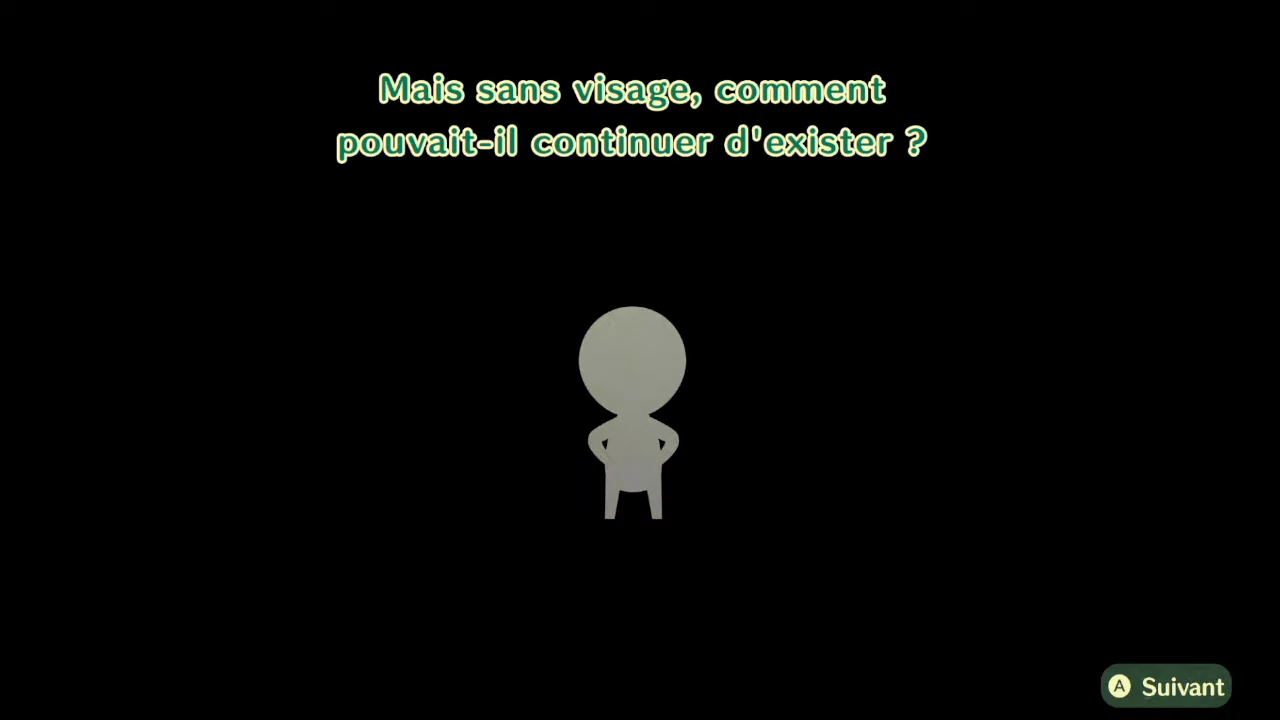 Mais sans visage, comment
pouvait-il continuer d'exister ?
A Suivant